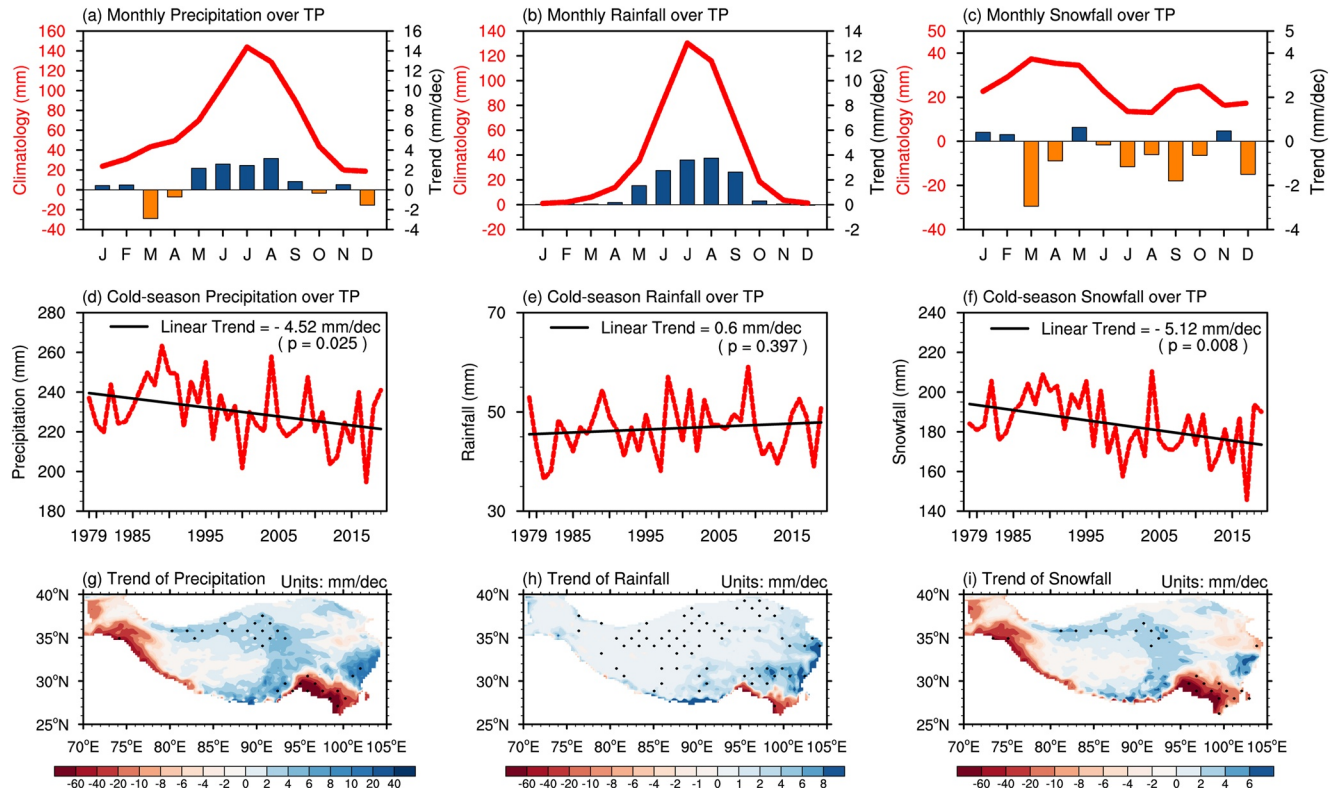 (a) Monthly Precipitation over TP
Climatology (mm)
160
140
120
100
80
60
40
20
0
-20
-40
16
14
12
10
8
6
4
2
0
-2
-4
Trend (mm/dec)
J F M A M J J A S O N D
(b) Monthly Rainfall over TP
Climatology (mm)
140
120
100
80
60
40
20
0
-20
14
12
10
8
6
4
2
0
-2
Trend (mm/dec)
J F M A M J J A S O N D
(c) Monthly Snowfall over TP
Climatology (mm)
50
40
20
0
-20
-40
5
4
2
0
-2
-4
Trend (mm/dec)
J F M A M J J A S O N D
(d) Cold-season Precipitation over TP
Linear Trend = - 4.52 mm/dec
( p = 0.025 )
Precipitation (mm)
280
260
240
220
200
180
1979 1985 1995 2005 2015
(e) Cold-season Rainfall over TP
Linear Trend = 0.6 mm/dec
( p = 0.397 )
Rainfall (mm)
70
50
30
1979 1985 1995 2005 2015
(f) Cold-season Snowfall over TP
Linear Trend = - 5.12 mm/dec
( p = 0.008 )
Snowfall (mm)
240
220
200
180
160
140
1979 1985 1995 2005 2015
(g) Trend of Precipitation Units: mm/dec
40°N
35°N
30°N
25°N
70°E 75°E 80°E 85°E 90°E 95°E 100°E 105°E
-60 -40 -20 -10 -6 -4 -2 0 2 4 6 8 10 20 40
(h) Trend of Rainfall Units: mm/dec
40°N
35°N
30°N
25°N
70°E 75°E 80°E 85°E 90°E 95°E 100°E 105°E
-60 -40 -20 -10 -4 -2 -1 0 1 2 4 8
(i) Trend of Snowfall Units: mm/dec
40°N
35°N
30°N
25°N
70°E 75°E 80°E 85°E 90°E 95°E 100°E 105°E
-60 -40 -20 -10 -8 -6 -4 -2 0 2 4 6